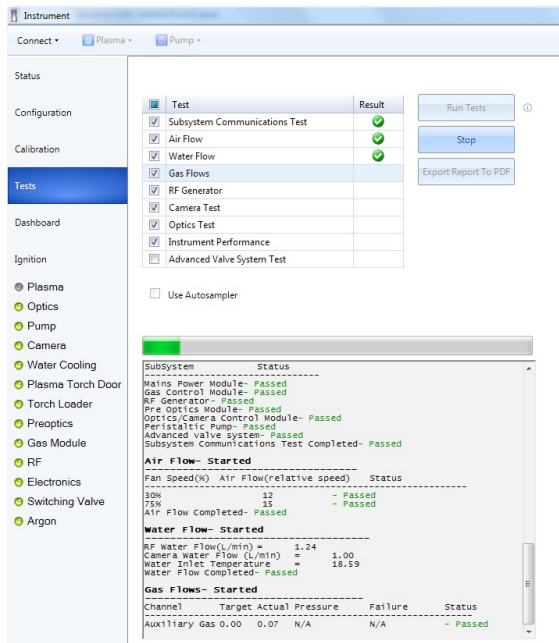 Instrument
Connect
Plasma
Pump
Status
Configuration
Calibration
Tests
Dashboard
Ignition
Plasma
Optics
Pump
Camera
Water Cooling
Plasma Torch Door
Torch Loader
Preoptics
Gas Module
RF
Electronics
Switching Valve
Argon
Test Result
Subsystem Communications Test
Air Flow
Water Flow
Gas Flows
RF Generator
Camera Test
Optics Test
Instrument Performance
Advanced Valve System Test
Run Tests
Stop
Export Report To PDF
Use Autosampler
SubSystem Status
Mains Power Module- Passed
Gas Control Module- Passed
RF Generator- Passed
Pre Optics Module- Passed
Optics/Camera Control Module- Passed
Peristaltic Pump- Passed
Advanced valve system- Passed
Subsystem Communications Test Completed- Passed
Air Flow- Started
Fan Speed(%) Air Flow(relative speed) Status
30% 12 - Passed
75% 15 - Passed
Air Flow Completed- Passed
Water Flow- Started
RF Water Flow(L/min) = 1.24
Camera Water Flow (L/min) = 1.00
Water Inlet Temperature = 18.59
Water Flow Completed- Passed
Gas Flows- Started
Channel Target Actual Pressure Failure Status
Auxiliary Gas 0.00 0.07 N/A N/A - Passed